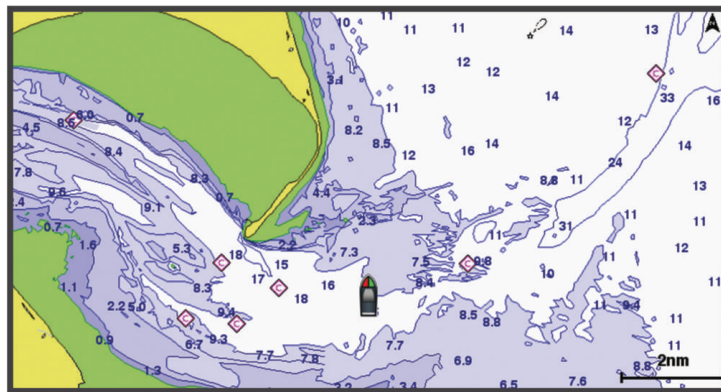 10 11 11 11 14 13
3.1 12 12 13 14 33 16
8.0 0.7 11 12
4.5 8.6 8.2 8.5 12 16 14 14
8.4 24
7.8 8.3 0.7 4.4 8.8 11 13
9.6 9.1 2.3 31 11
0.7 2.2 11
1.6 5.3 18 15 7.3 7.5 9.8 11 12
1.1 8.3 17 16 8.4 10 11
2.2 5.0 9.4 18 8.5 8.8 11 9.4 11
0.9 6.7 9.3 7.7
1.3 7.7 7.8 6.9 8.8 2nm
3.4 6.5 7.6 11
C
C
C
C
C
C
C